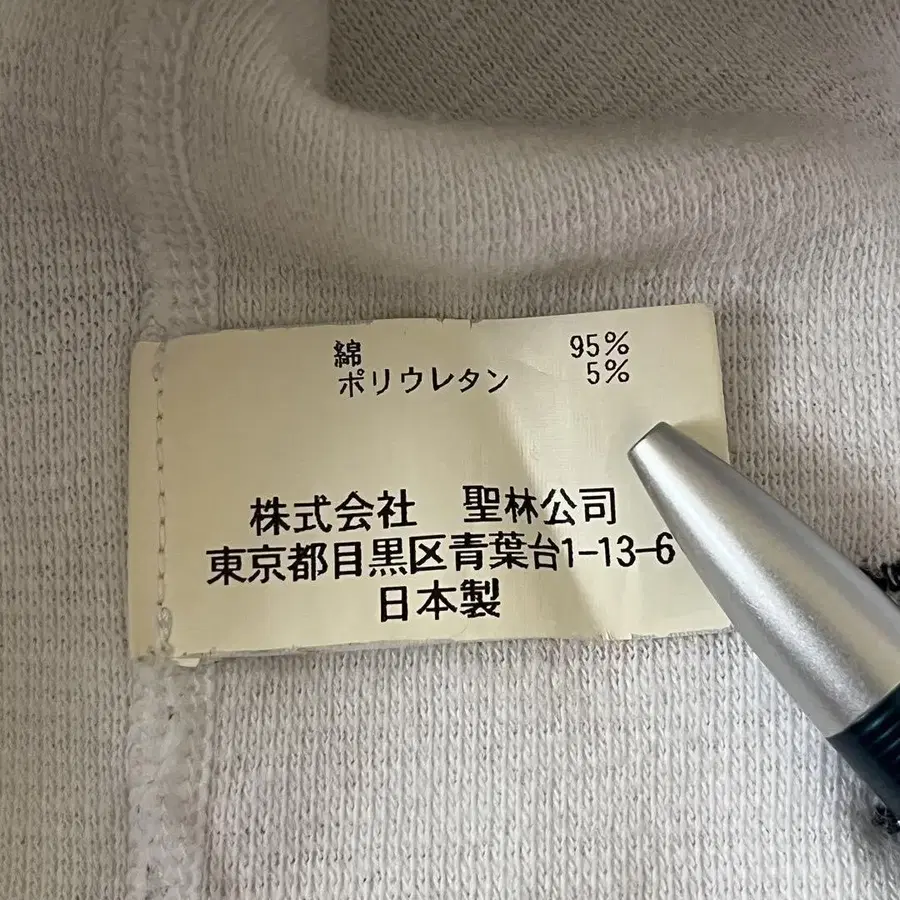 綿 95%
ポリウレタン 5%
株式会社 聖林公司
東京都目黒区青葉台1-13-6
日本製